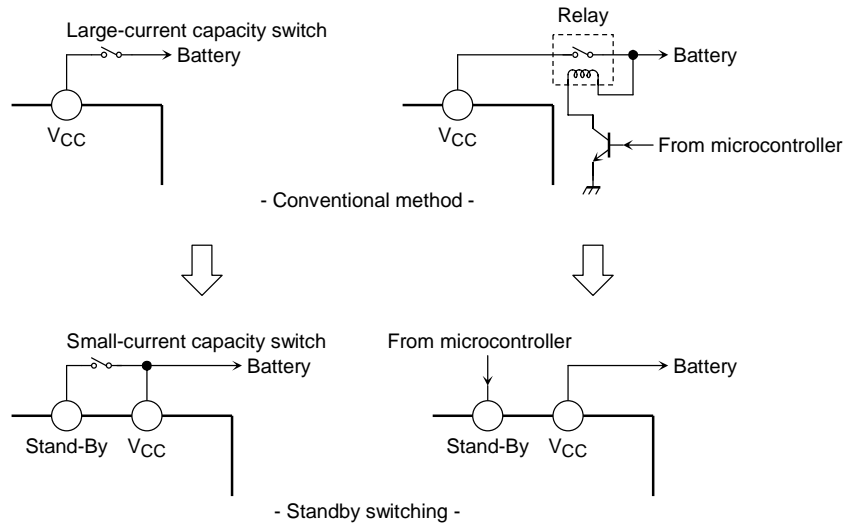 Large-current capacity switch
Battery
VCC
Relay
Battery
VCC
From microcontroller
- Conventional method -
Small-current capacity switch
Battery
Stand-By
VCC
From microcontroller
Battery
Stand-By
VCC
- Standby switching -